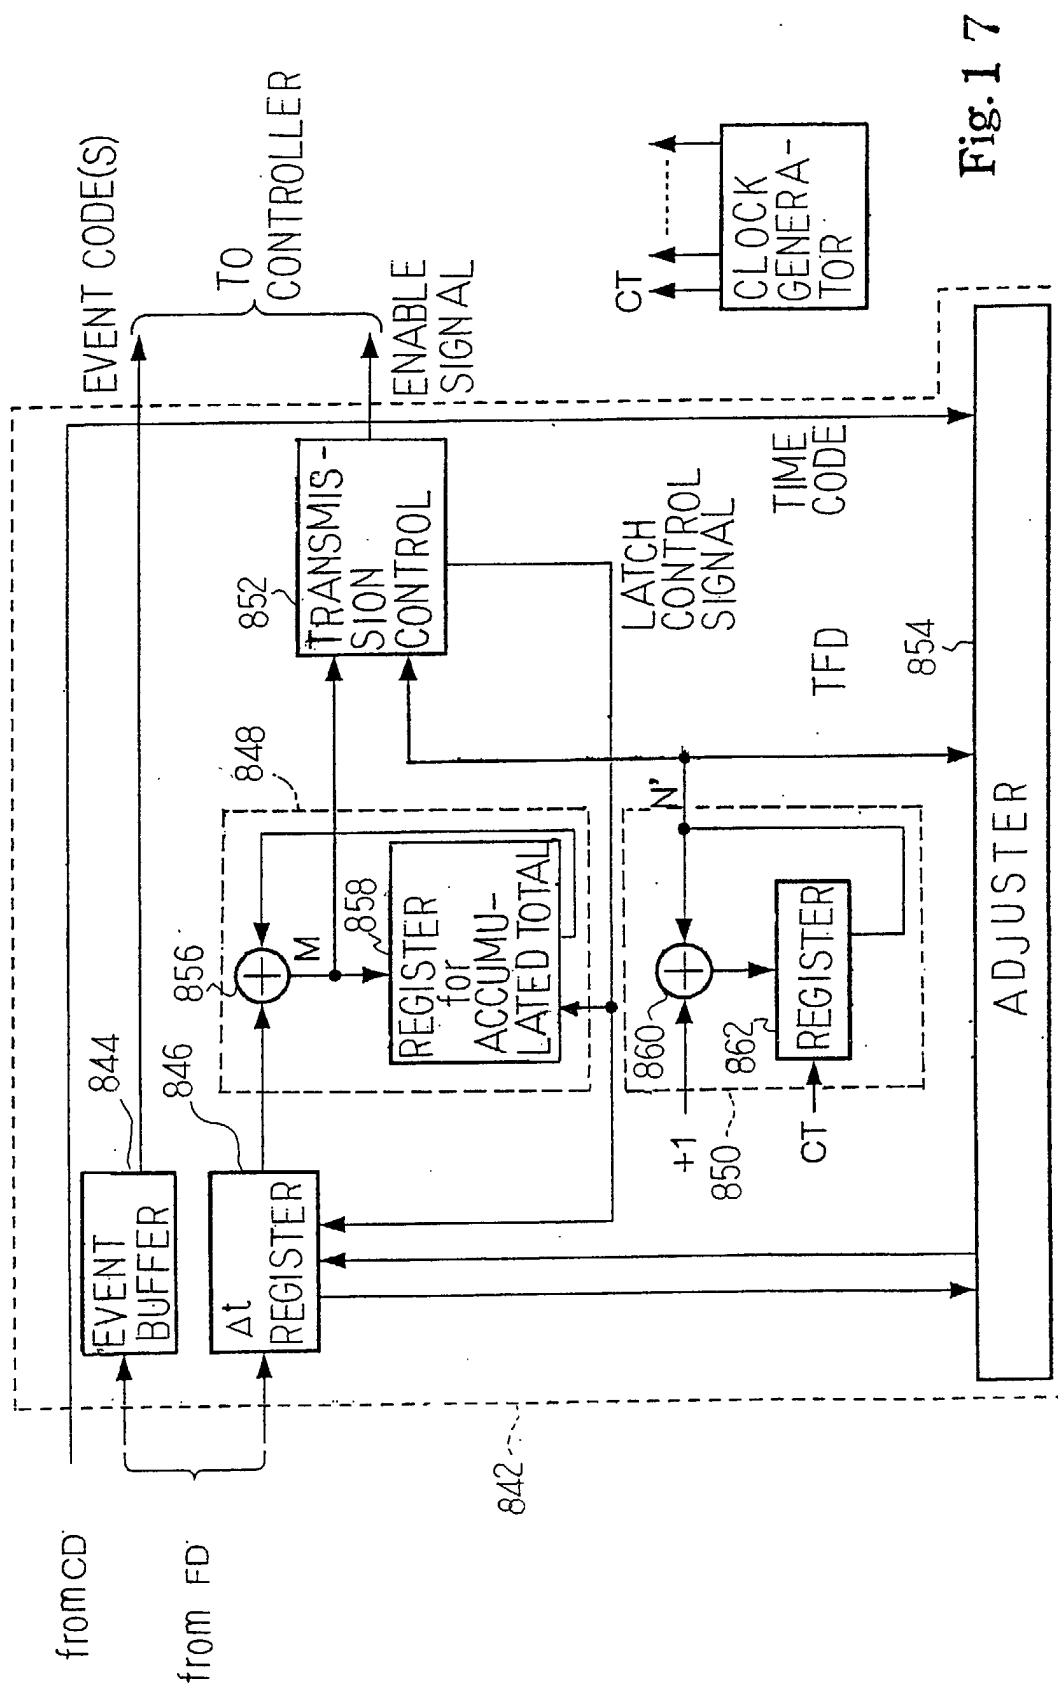 from CD
from FD
842
EVENT
BUFFER
844
Δt
REGISTER
846
856
M
848
858
REGISTER
for
ACCUMU-
LATED TOTAL
852
TRANSMIS-
SION
CONTROL
EVENT CODE(S)
TO
CONTROLLER
ENABLE
SIGNAL
LATCH
CONTROL
SIGNAL
+1
850
860
N'
862
REGISTER
CT
TFD
TIME
CODE
854
ADJUSTER
CT
CLOCK
GENERA-
TOR
Fig. 17